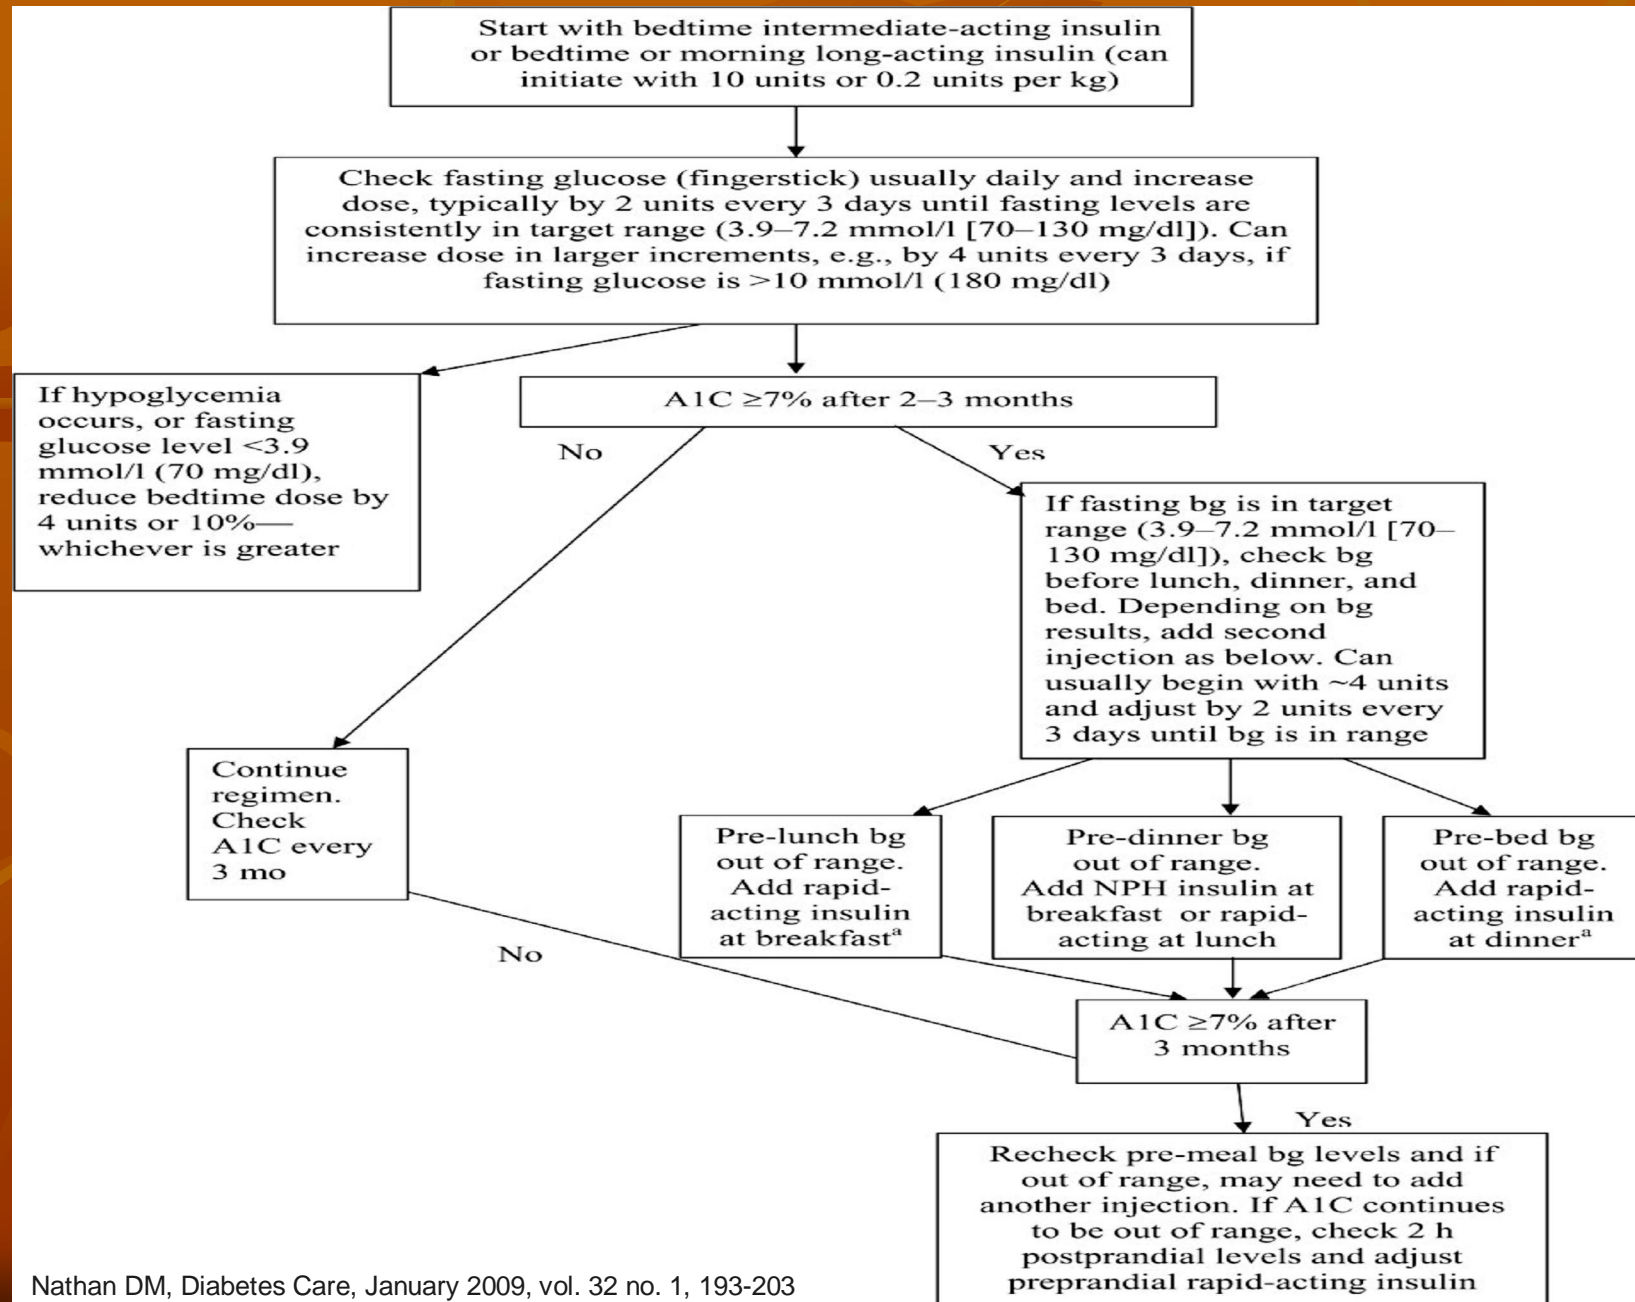 Start with bedtime intermediate-acting insulin
or bedtime or morning long-acting insulin (can
initiate with 10 units or 0.2 units per kg)
Check fasting glucose (fingerstick) usually daily and increase
dose, typically by 2 units every 3 days until fasting levels are
consistently in target range (3.9–7.2 mmol/l [70–130 mg/dl]). Can
increase dose in larger increments, e.g., by 4 units every 3 days, if
fasting glucose is >10 mmol/l (180 mg/dl)
If hypoglycemia
occurs, or fasting
glucose level <3.9
mmol/l (70 mg/dl),
reduce bedtime dose by
4 units or 10%—
whichever is greater
A1C ≥7% after 2–3 months
No
Yes
If fasting bg is in target
range (3.9–7.2 mmol/l [70–
130 mg/dl]), check bg
before lunch, dinner, and
bed. Depending on bg
results, add second
injection as below. Can
usually begin with ~4 units
and adjust by 2 units every
3 days until bg is in range
Continue
regimen.
Check
A1C every
3 mo
Pre-lunch bg
out of range.
Add rapid-
acting insulin
at breakfastᵃ
Pre-dinner bg
out of range.
Add NPH insulin at
breakfast or rapid-
acting at lunch
Pre-bed bg
out of range.
Add rapid-
acting insulin
at dinnerᵃ
No
A1C ≥7% after
3 months
Yes
Recheck pre-meal bg levels and if
out of range, may need to add
another injection. If A1C continues
to be out of range, check 2 h
postprandial levels and adjust
preprandial rapid-acting insulin
Nathan DM, Diabetes Care, January 2009, vol. 32 no. 1, 193-203